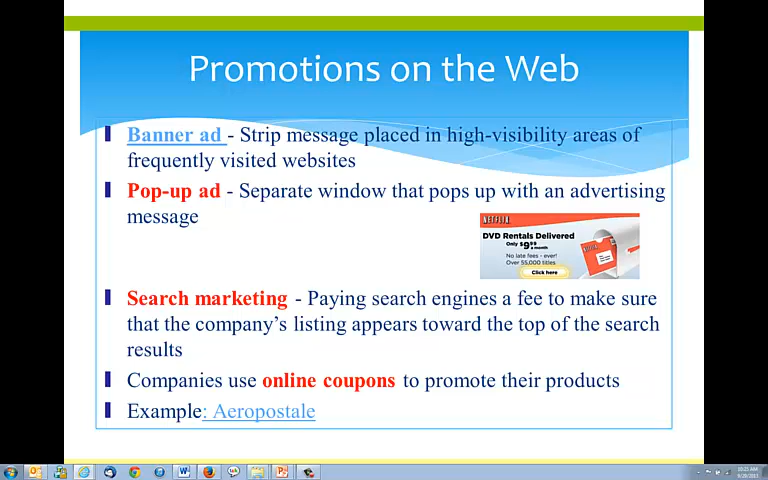 Promotions on the Web
Banner ad - Strip message placed in high-visibility areas of
frequently visited websites
Pop-up ad - Separate window that pops up with an advertising
message
NETFLIX
DVD Rentals Delivered
Only $9.99 a month
No late fees - ever!
Over 55,000 titles
Click here
Search marketing - Paying search engines a fee to make sure
that the company's listing appears toward the top of the search
results
Companies use online coupons to promote their products
Example: Aeropostale